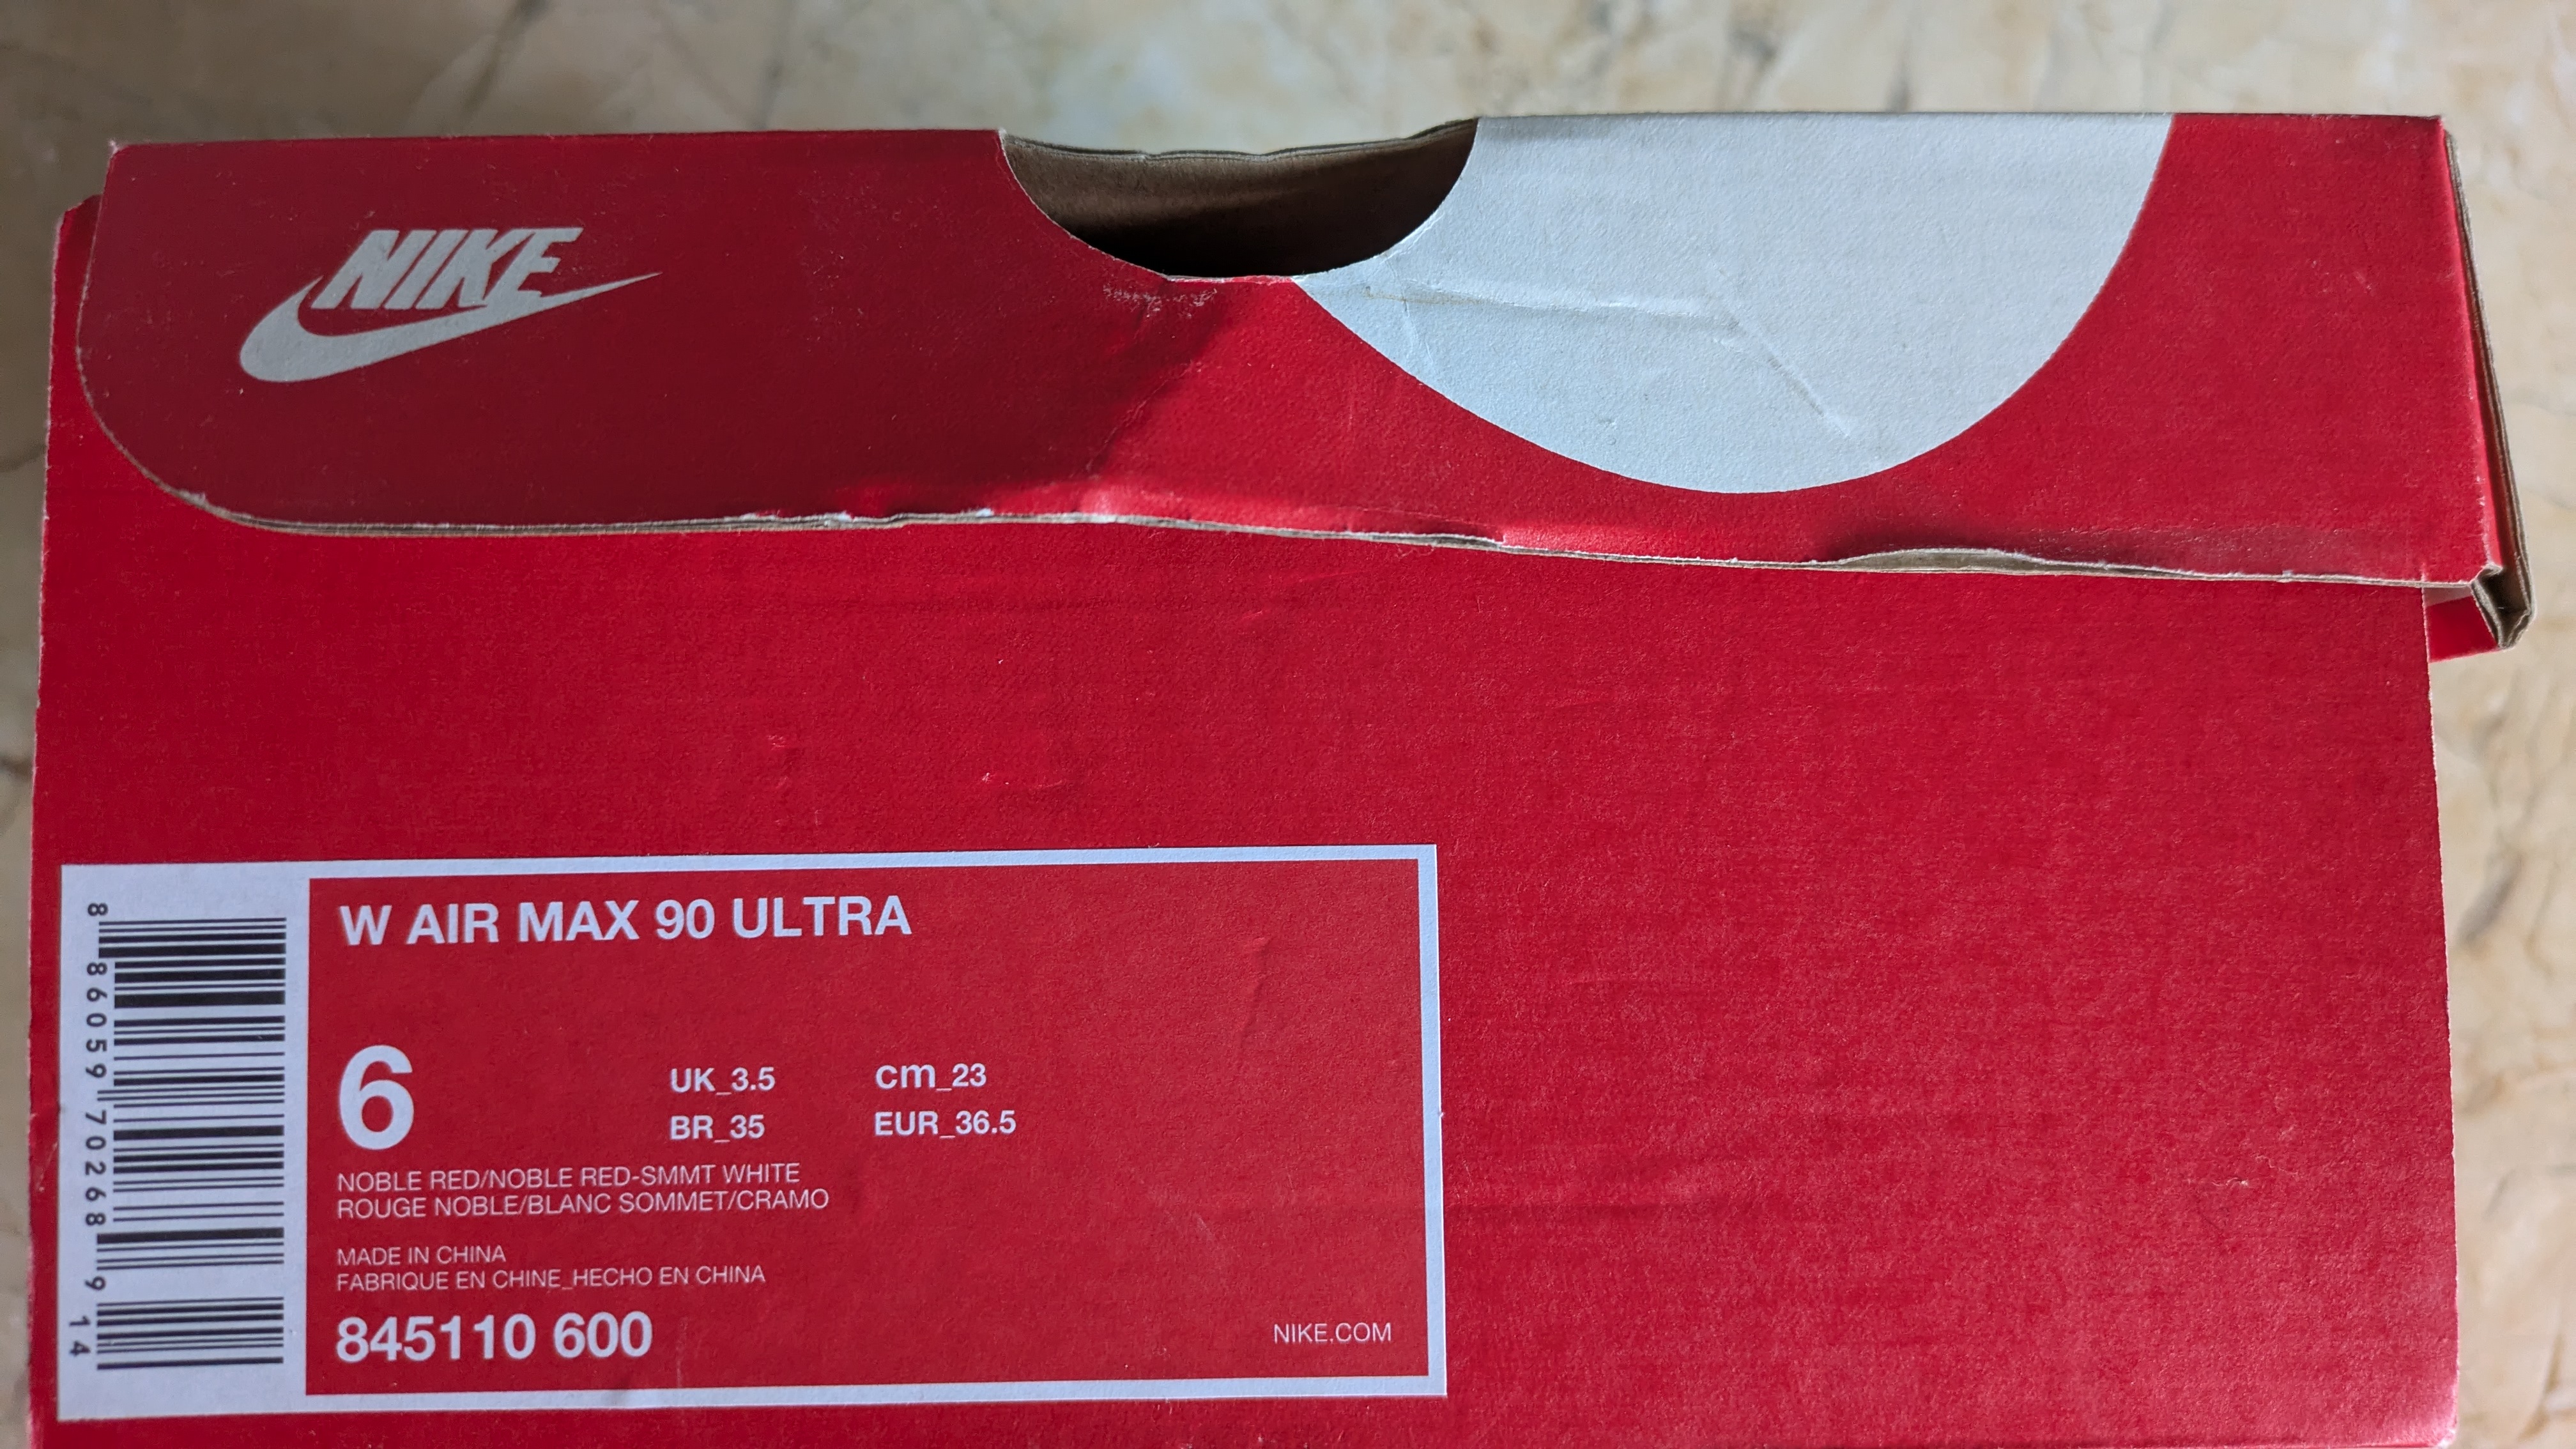 NIKE
W AIR MAX 90 ULTRA
6
UK_3.5 cm_23
BR_35 EUR_36.5
NOBLE RED/NOBLE RED-SMMT WHITE
ROUGE NOBLE/BLANC SOMMET/CRAMO
MADE IN CHINA
FABRIQUE EN CHINE_HECHO EN CHINA
845110 600
NIKE.COM
8 86059 70268 9 14